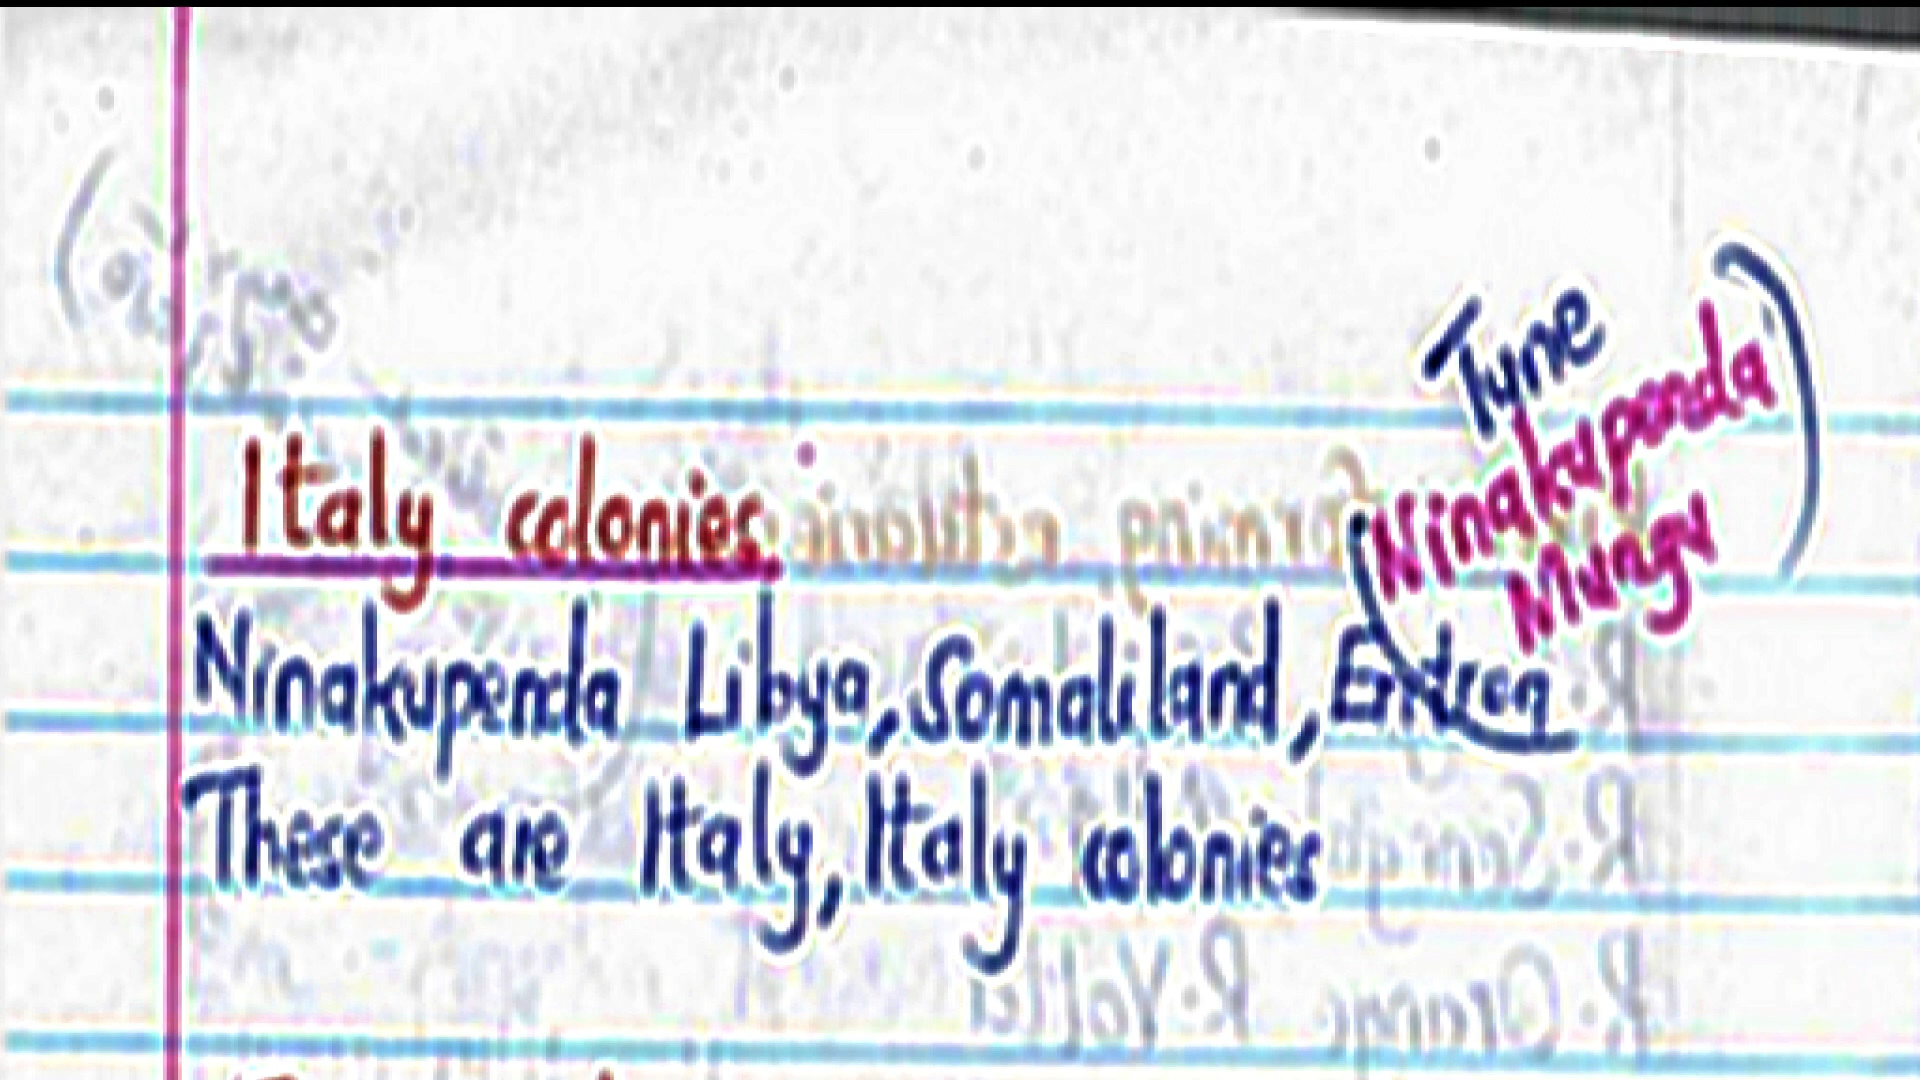 Tune
Ninakupenda
Mungu
Italy colonies
Ninakupenda Libya, Somaliland, Eritrea
These are Italy, Italy colonies